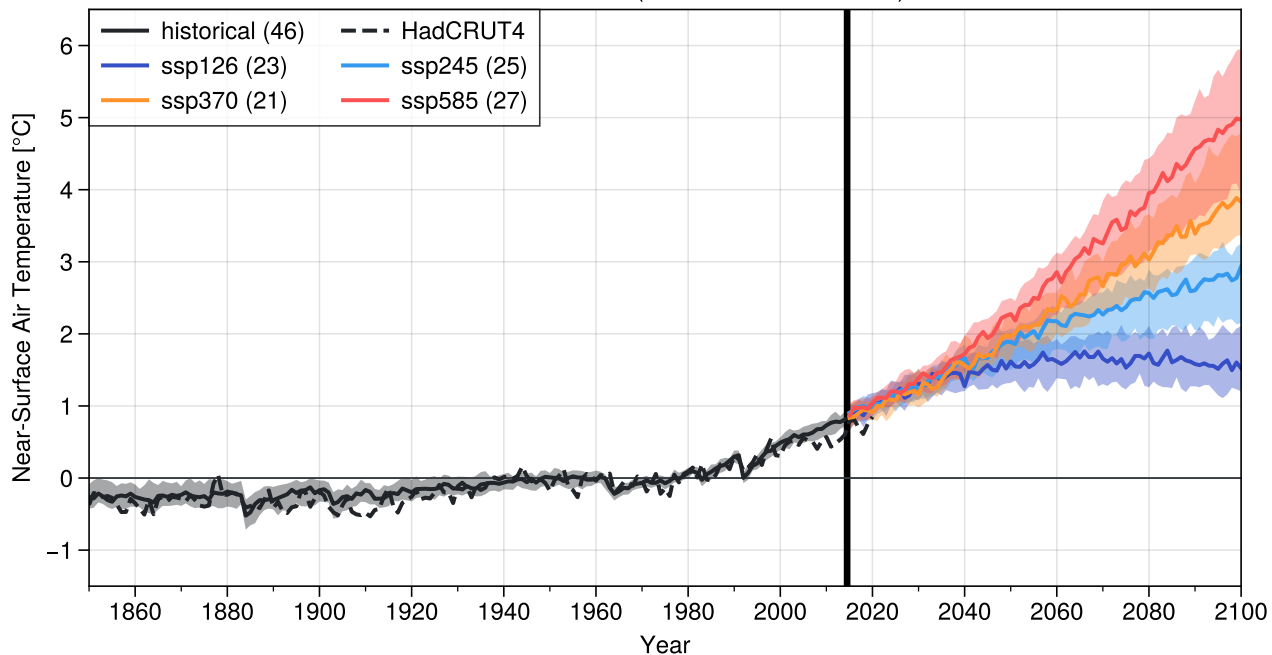 historical (46) HadCRUT4
ssp126 (23) ssp245 (25)
ssp370 (21) ssp585 (27)
Near-Surface Air Temperature [°C]
6
5
4
3
2
1
0
−1
1860 1880 1900 1920 1940 1960 1980 2000 2020 2040 2060 2080 2100
Year